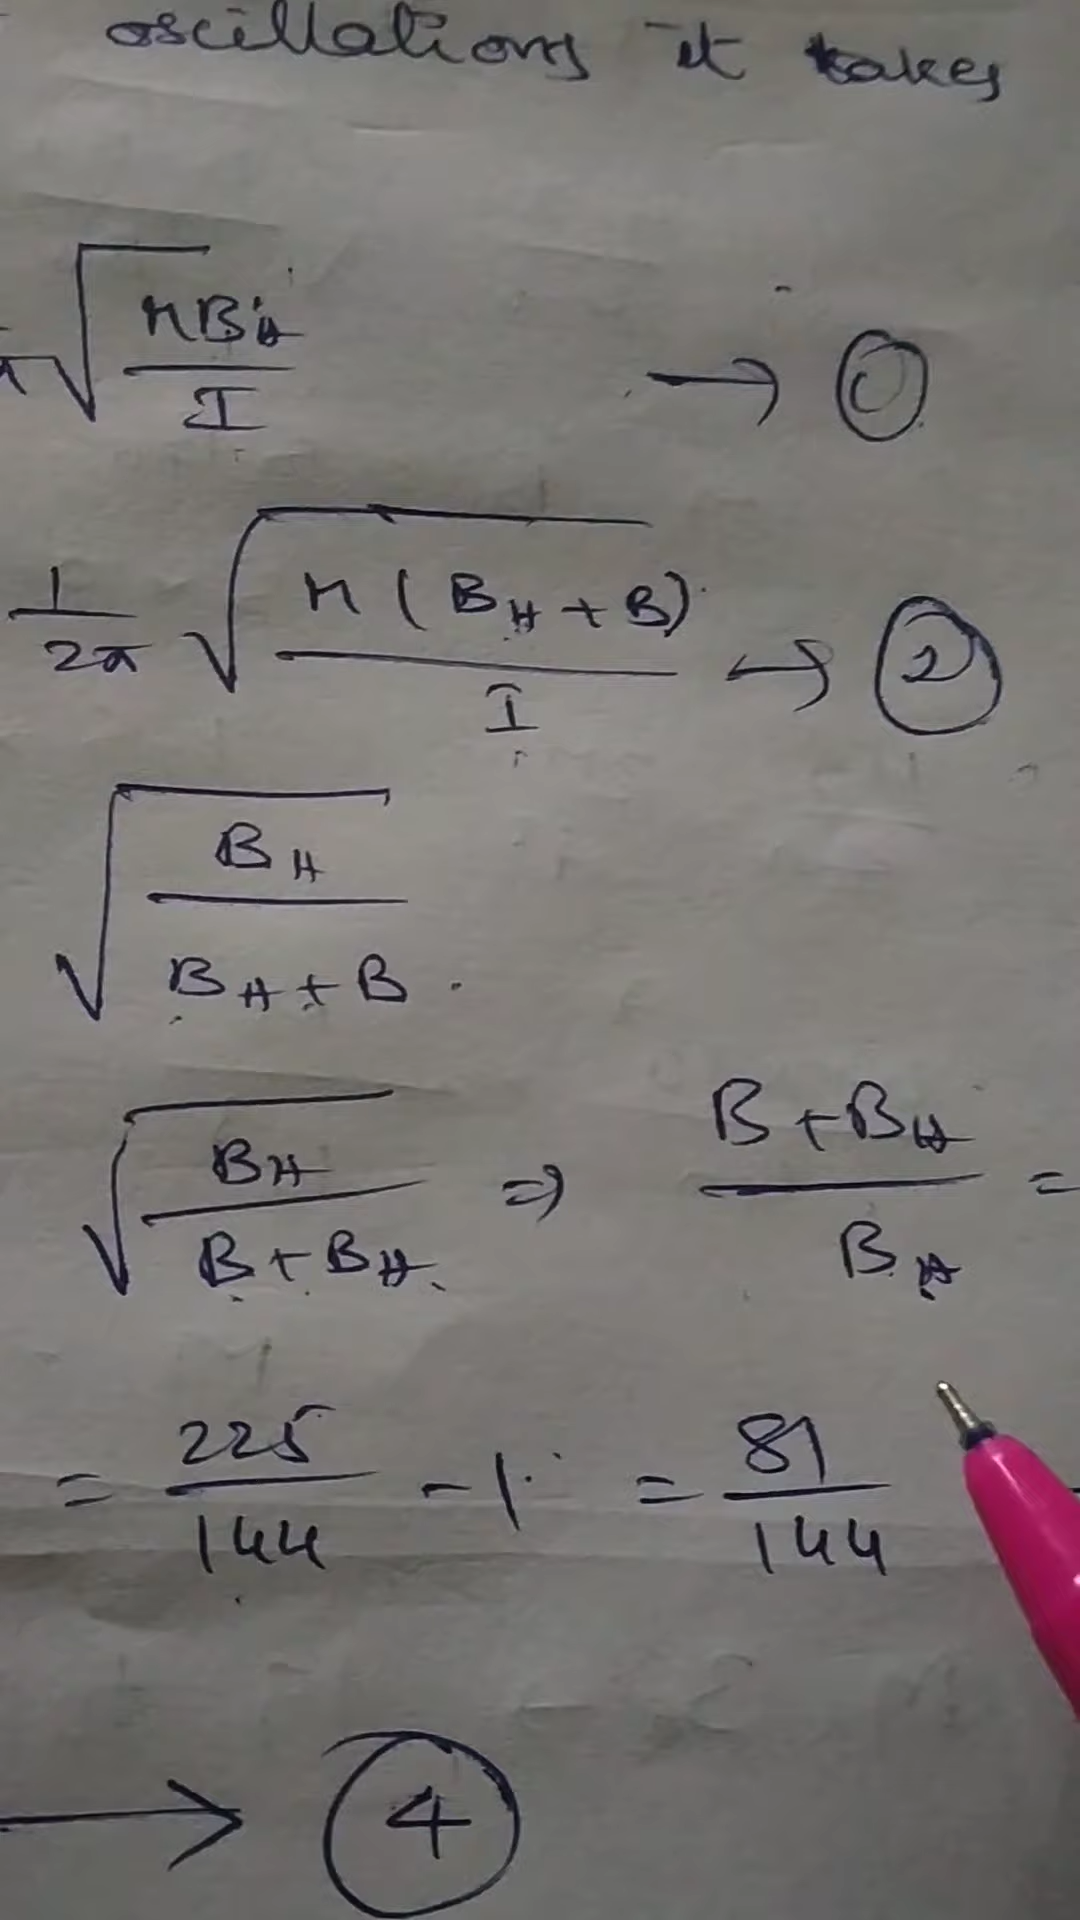 oscillations it takes
√(MB_H / I) → ①
1/2π √(M(B_H + B) / I) → ②
√(B_H / B_H + B)
√(B_H / B + B_H) ⇒ B + B_H / B_H =
= 225/144 - 1 = 81/144
→ ④